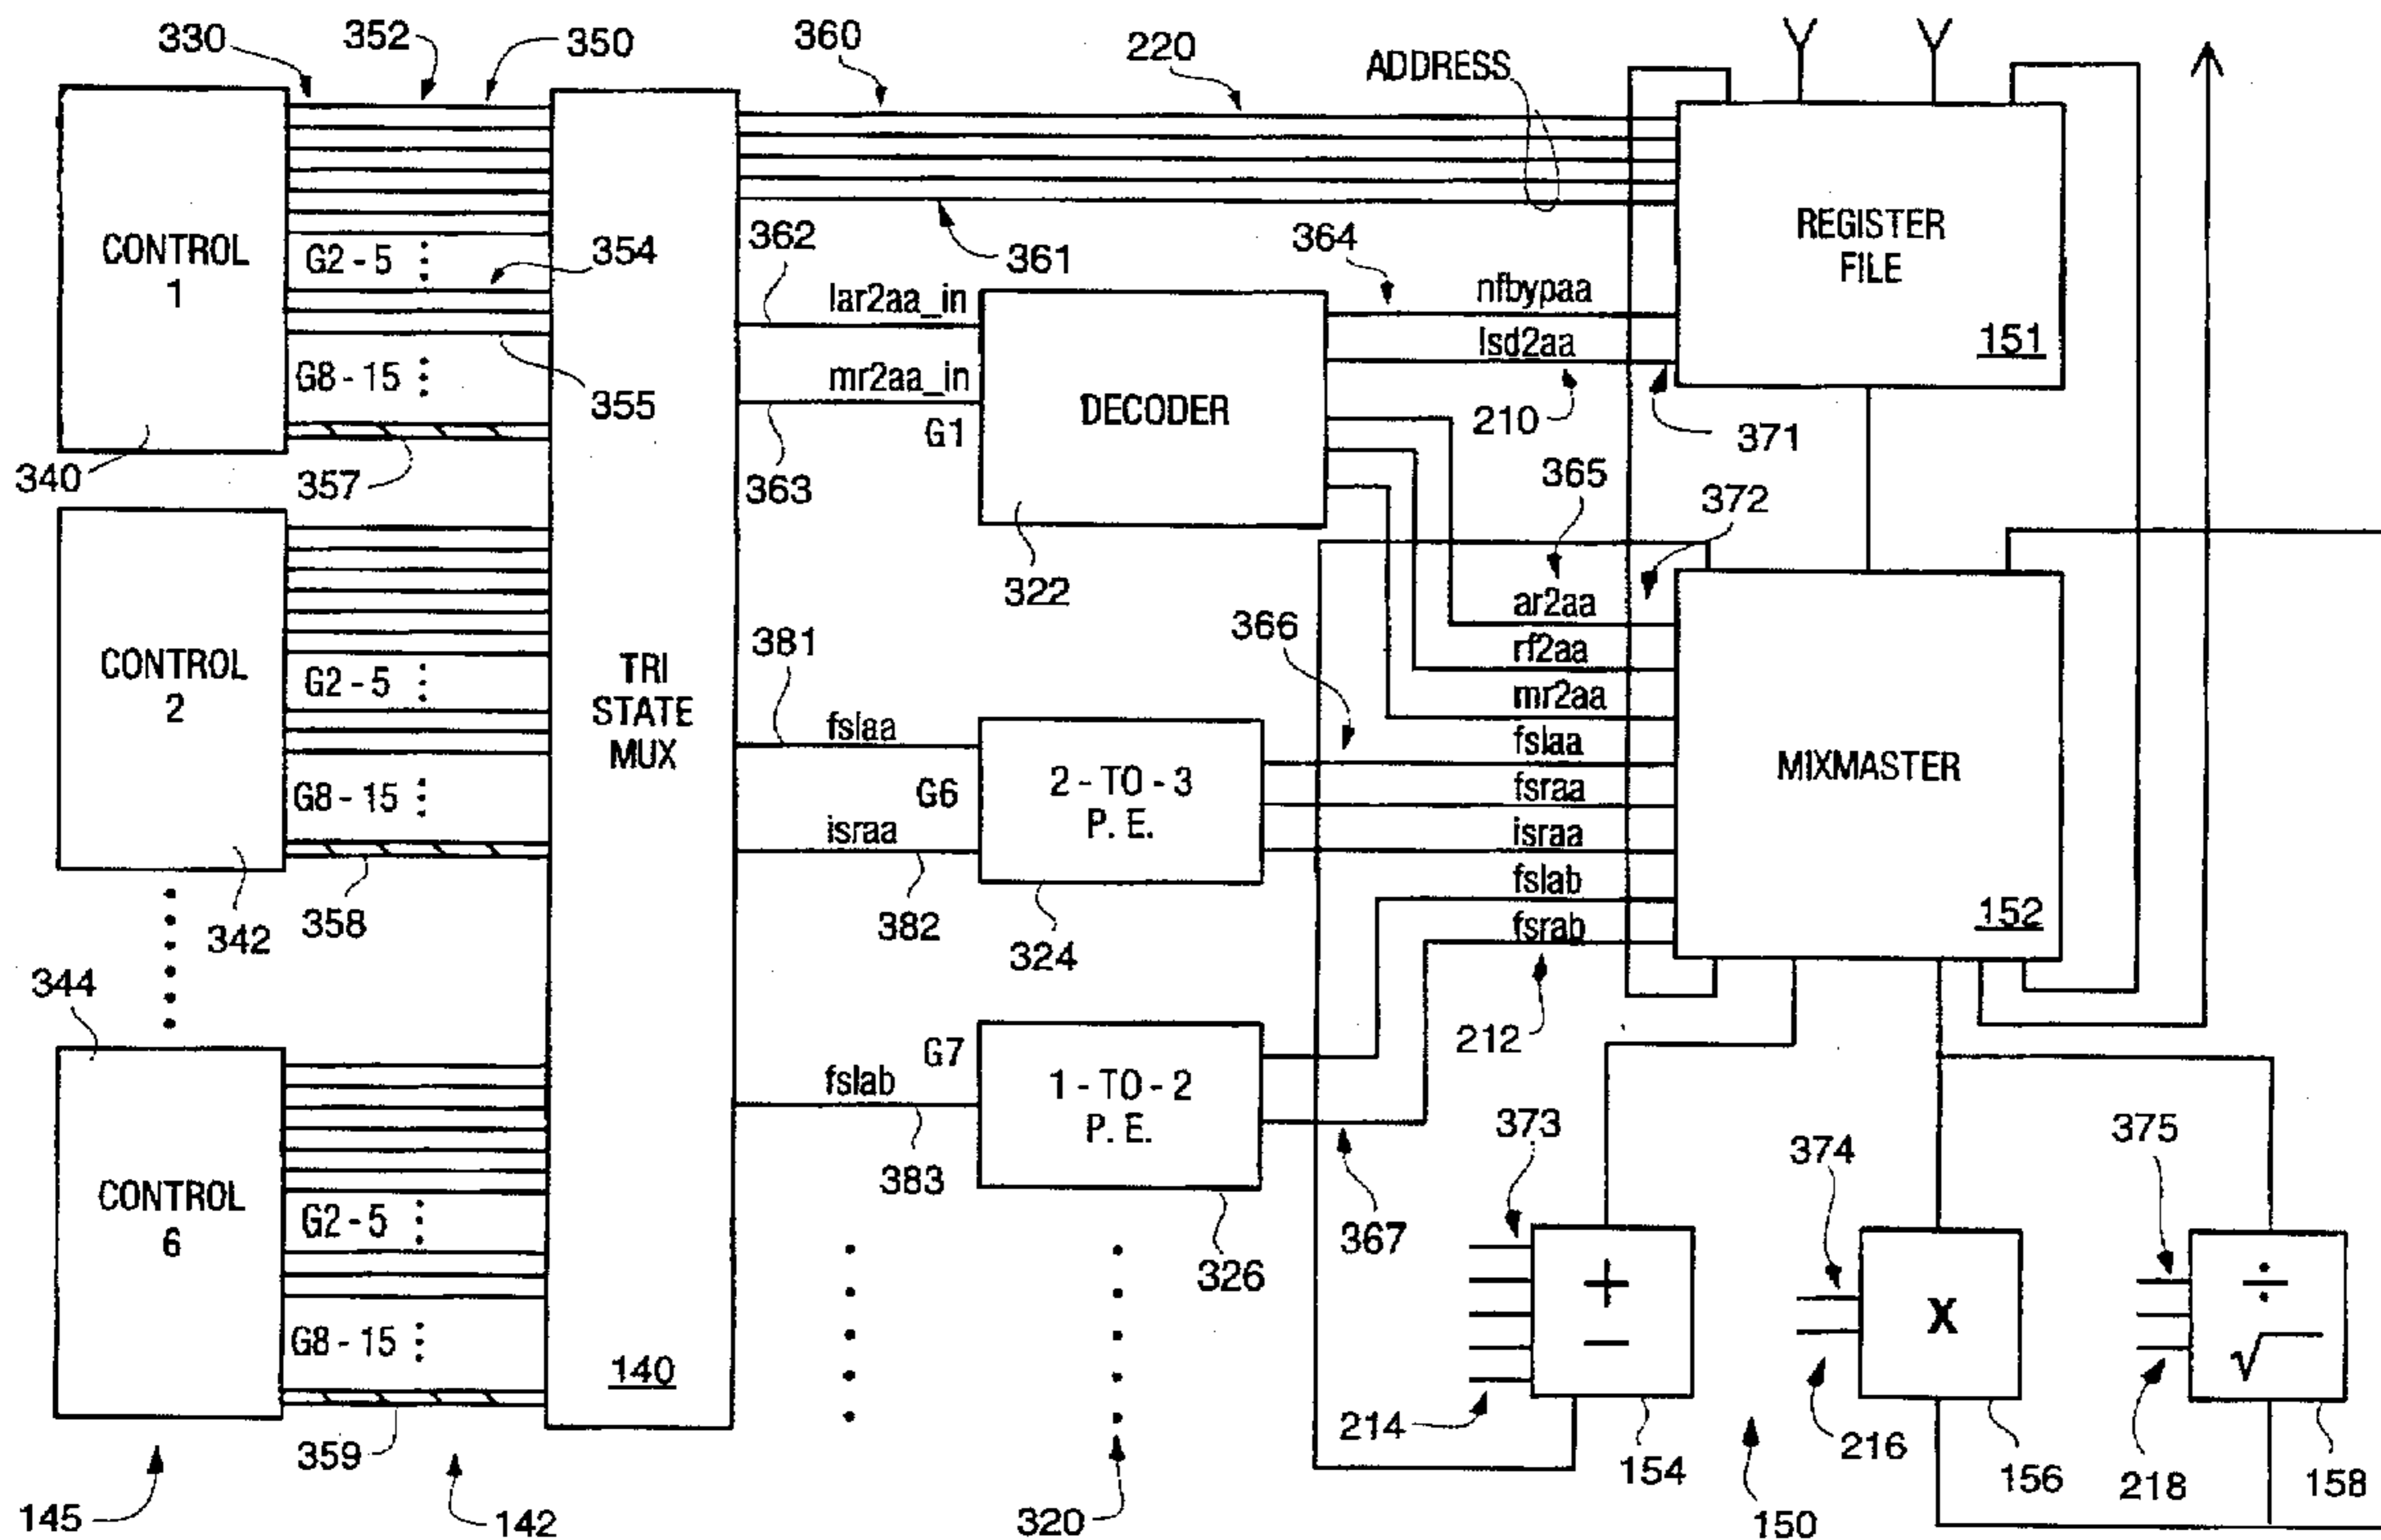 330
352
350
360
220
ADDRESS
CONTROL
1
G2 - 5
354
G8 - 15
355
340
357
362
lar2aa_in
361
mr2aa_in
363
G1
DECODER
322
364
nfbypaa
lsd2aa
210
371
REGISTER
FILE
151
365
372
CONTROL
2
G2 - 5
G8 - 15
342
358
TRI
STATE
MUX
140
381
fslaa
G6
israa
382
2 - TO - 3
P. E.
324
366
ar2aa
rf2aa
mr2aa
fslaa
fsraa
israa
fslab
fsrab
212
MIXMASTER
152
344
CONTROL
6
G2 - 5
G8 - 15
359
145
142
fslab
383
G7
1 - TO - 2
P. E.
326
367
320
373
+
−
214
154
374
X
216
156
150
375
÷
√
218
158